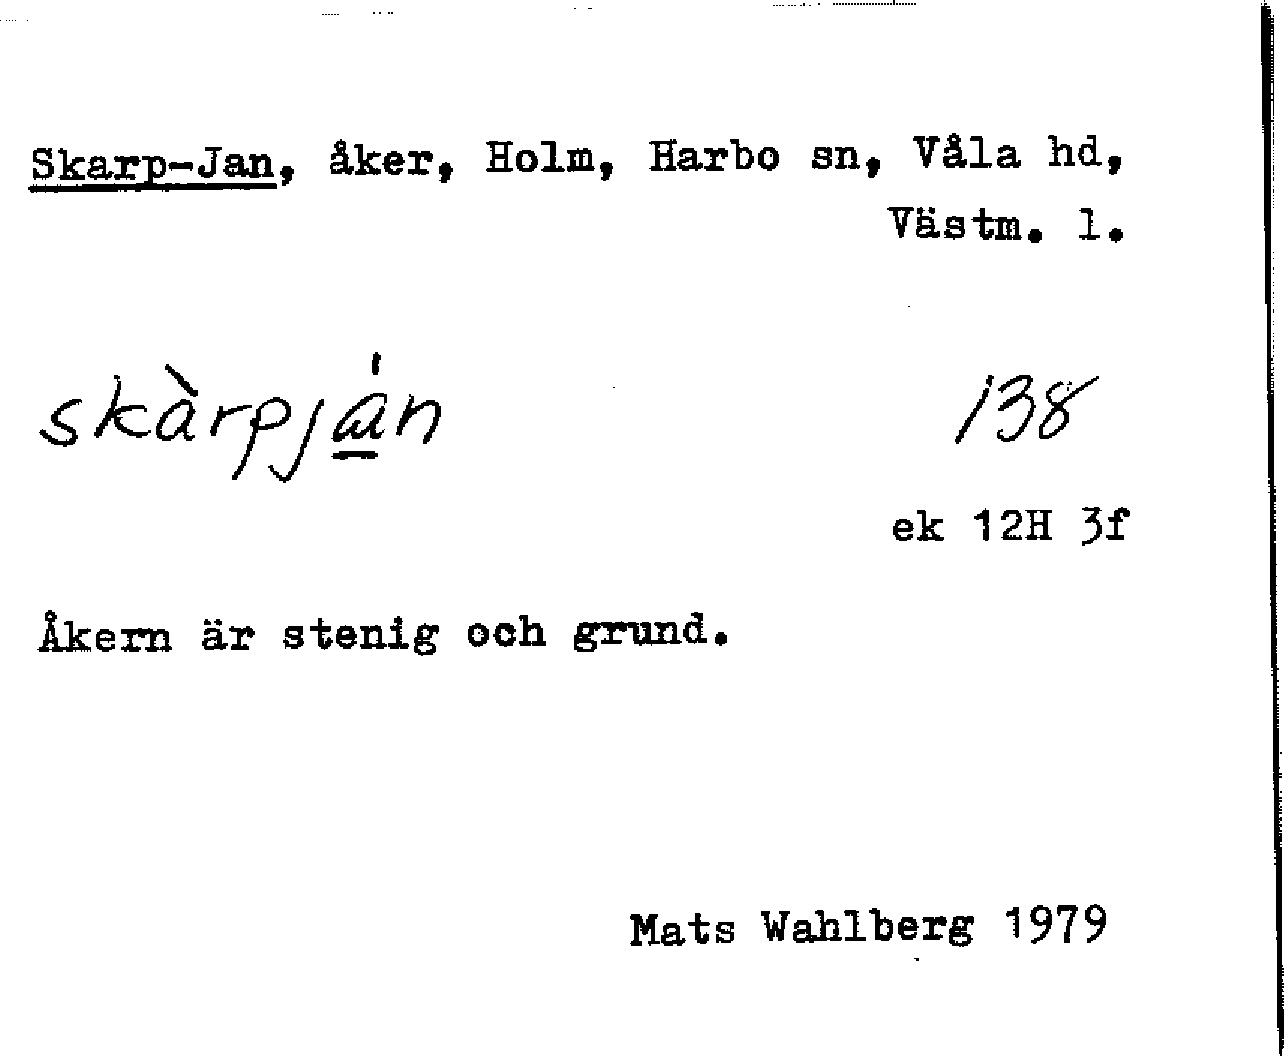 Skarp-Jan, åker, Holm, Harbo sn, Våla hd,
Västm. l.
skàrpján 138
ek 12H 3f
Åkern är stenig och grund.
Mats Wahlberg 1979